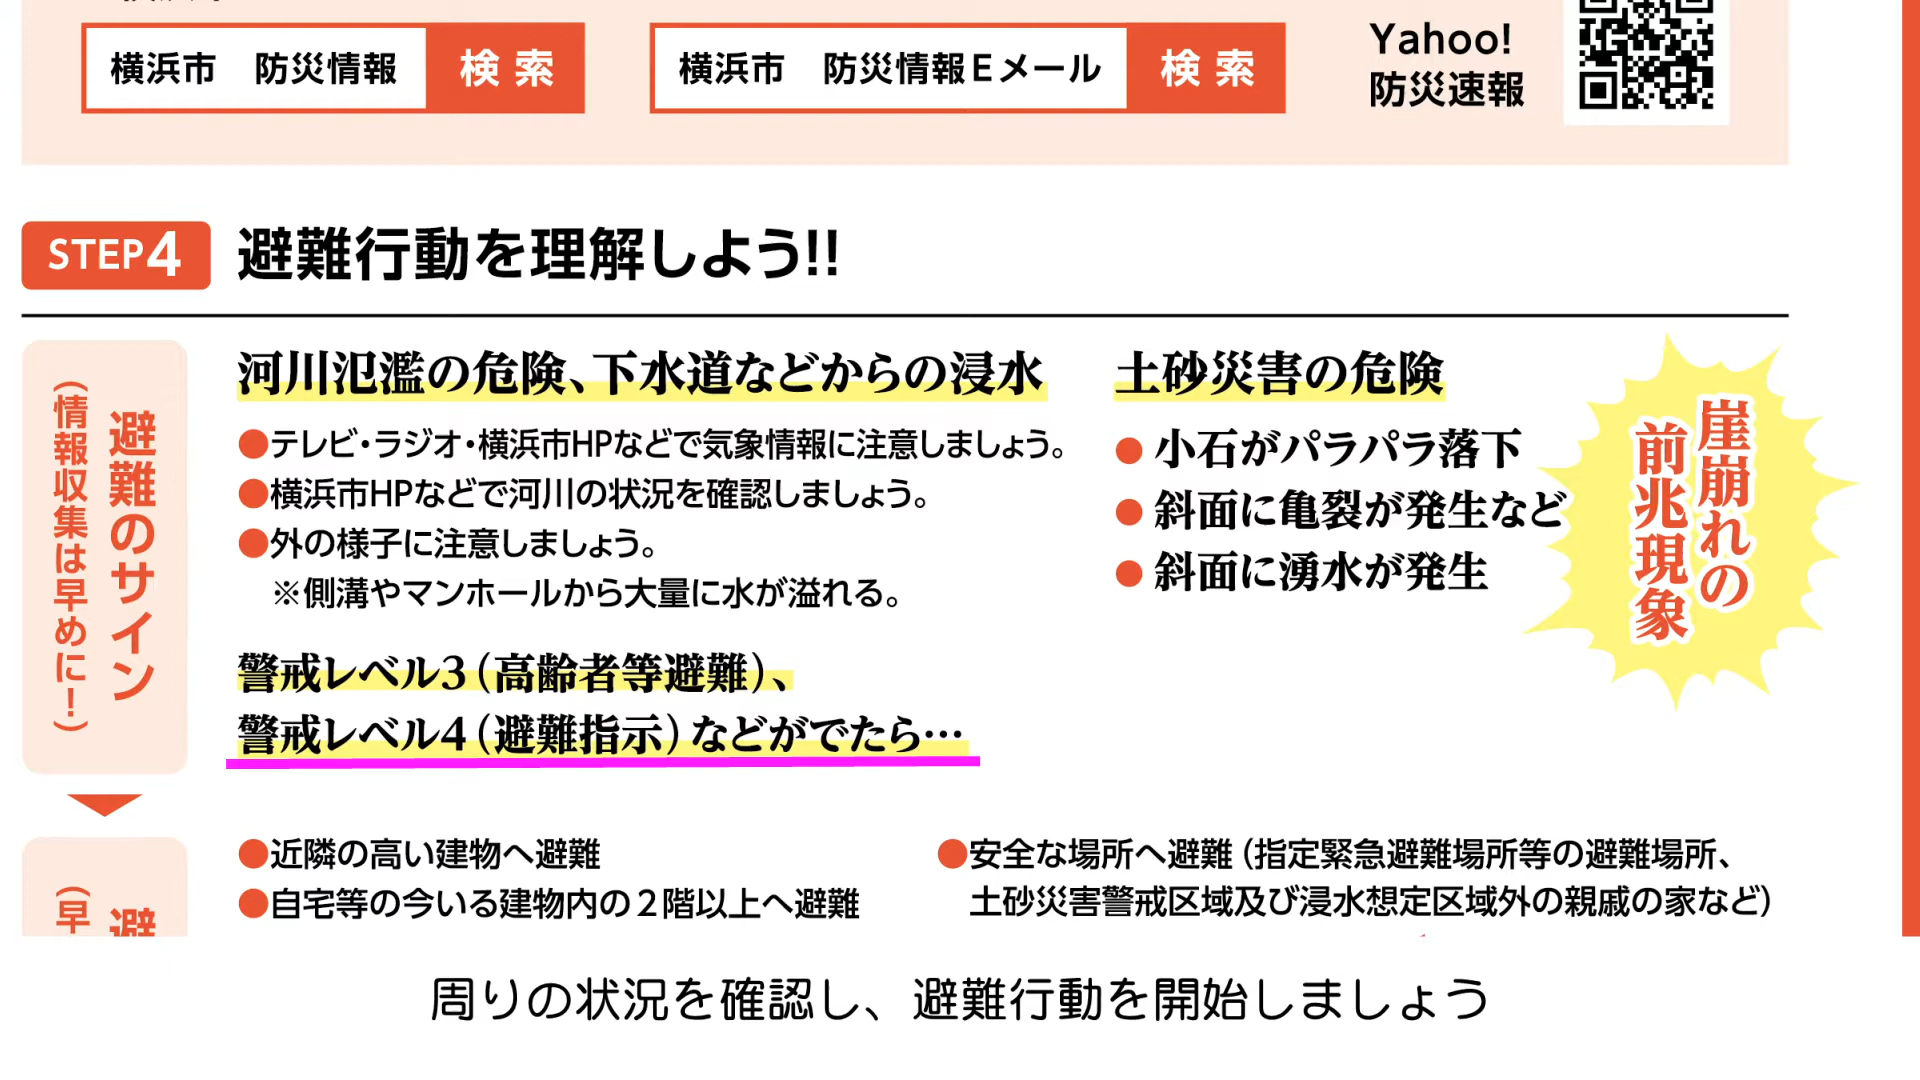 横浜市　防災情報 検索
横浜市　防災情報Eメール 検索
Yahoo!
防災速報
STEP4 避難行動を理解しよう!!
避難のサイン
（情報収集は早めに！）
河川氾濫の危険、下水道などからの浸水
●テレビ・ラジオ・横浜市HPなどで気象情報に注意しましょう。
●横浜市HPなどで河川の状況を確認しましょう。
●外の様子に注意しましょう。
※側溝やマンホールから大量に水が溢れる。
土砂災害の危険
●小石がパラパラ落下
●斜面に亀裂が発生など
●斜面に湧水が発生
崖崩れの
前兆現象
警戒レベル3（高齢者等避難）、
警戒レベル4（避難指示）などがでたら…
避
（早
●近隣の高い建物へ避難
●自宅等の今いる建物内の２階以上へ避難
●安全な場所へ避難（指定緊急避難場所等の避難場所、
土砂災害警戒区域及び浸水想定区域外の親戚の家など）
周りの状況を確認し、避難行動を開始しましょう